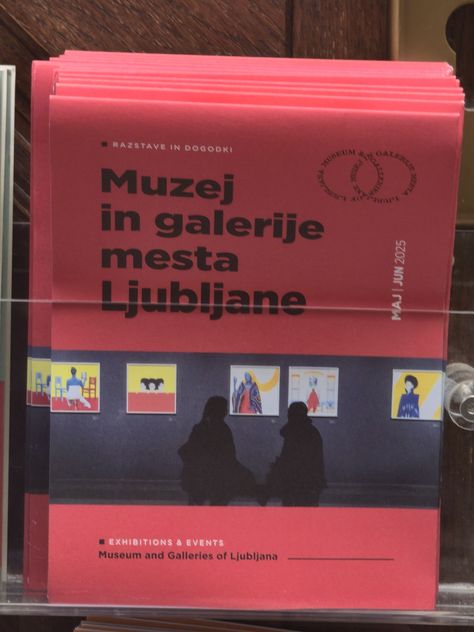 RAZSTAVE IN DOGODKI
Muzej
in galerije
mesta
Ljubljane
MAJ | JUN 2025
EXHIBITIONS & EVENTS
Museum and Galleries of Ljubljana